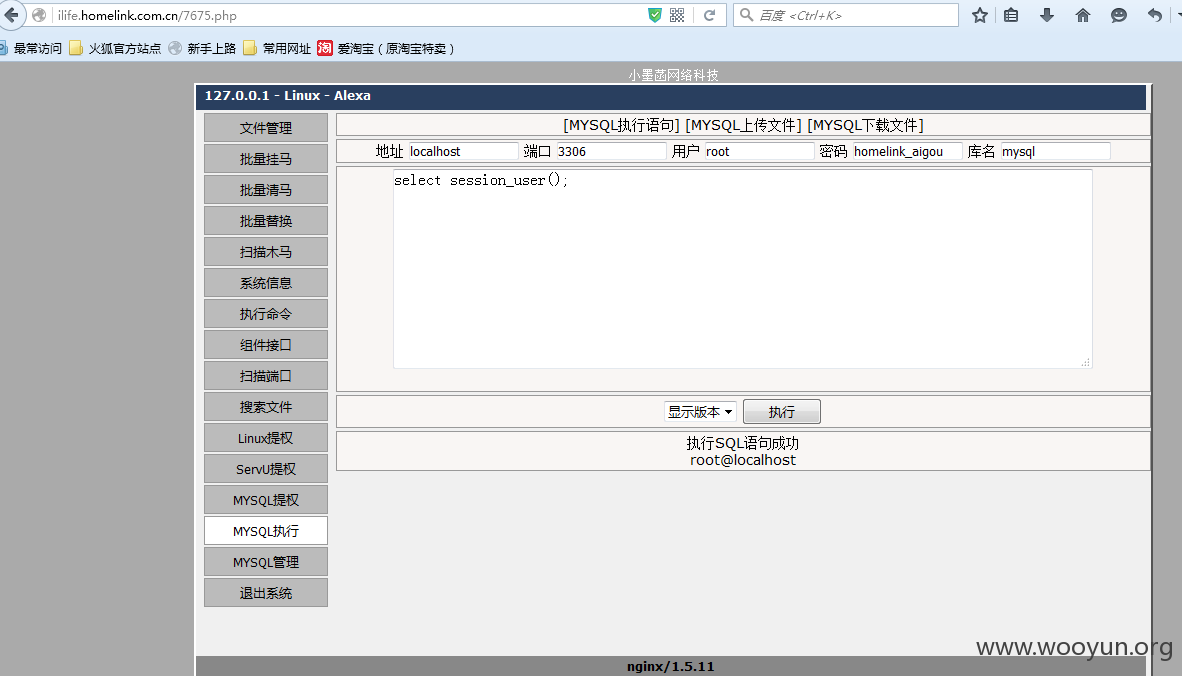 ilife.homelink.com.cn/7675.php
百度 <Ctrl+K>
最常访问 火狐官方站点 新手上路 常用网址 淘 爱淘宝（原淘宝特卖）
小墨菡网络科技
127.0.0.1 - Linux - Alexa
文件管理
批量挂马
批量清马
批量替换
扫描木马
系统信息
执行命令
组件接口
扫描端口
搜索文件
Linux提权
ServU提权
MYSQL提权
MYSQL执行
MYSQL管理
退出系统
[MYSQL执行语句] [MYSQL上传文件] [MYSQL下载文件]
地址 localhost 端口 3306 用户 root 密码 homelink_aigou 库名 mysql
select session_user();
显示版本 执行
执行SQL语句成功
root@localhost
www.wooyun.org
nginx/1.5.11